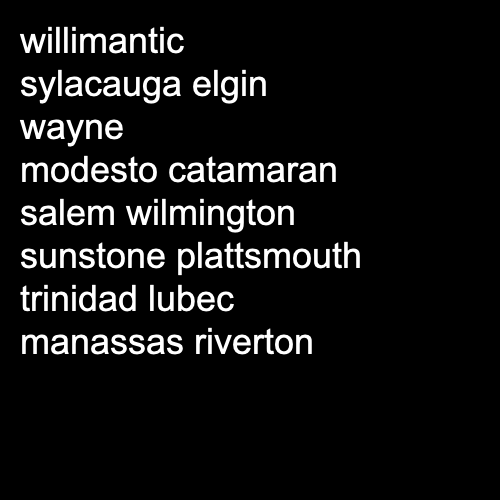 willimantic
sylacauga elgin
wayne
modesto catamaran
salem wilmington
sunstone plattsmouth
trinidad lubec
manassas riverton